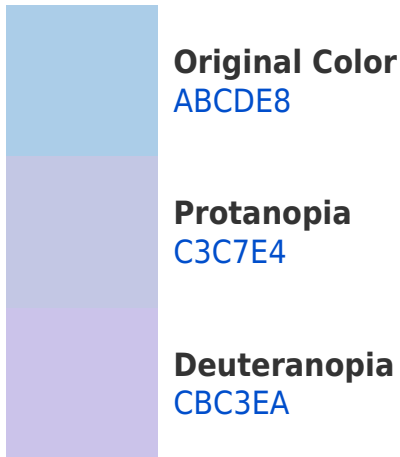 Original Color
ABCDE8
Protanopia
C3C7E4
Deuteranopia
CBC3EA